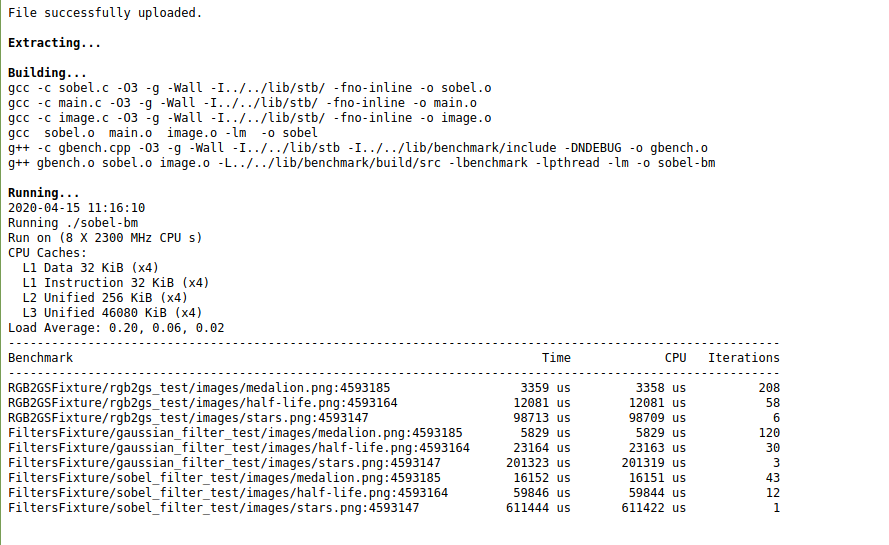 File successfully uploaded.
Extracting...
Building...
gcc -c sobel.c -O3 -g -Wall -I../../lib/stb/ -fno-inline -o sobel.o
gcc -c main.c -O3 -g -Wall -I../../lib/stb/ -fno-inline -o main.o
gcc -c image.c -O3 -g -Wall -I../../lib/stb/ -fno-inline -o image.o
gcc  sobel.o  main.o  image.o -lm  -o sobel
g++ -c gbench.cpp -O3 -g -Wall -I../../lib/stb -I../../lib/benchmark/include -DNDEBUG -o gbench.o
g++ gbench.o sobel.o image.o -L../../lib/benchmark/build/src -lbenchmark -lpthread -lm -o sobel-bm
Running...
2020-04-15 11:16:10
Running ./sobel-bm
Run on (8 X 2300 MHz CPU s)
CPU Caches:
  L1 Data 32 KiB (x4)
  L1 Instruction 32 KiB (x4)
  L2 Unified 256 KiB (x4)
  L3 Unified 46080 KiB (x4)
Load Average: 0.20, 0.06, 0.02
-----------------------------------------------------------------------------------------------------------
Benchmark                                                                 Time             CPU   Iterations
-----------------------------------------------------------------------------------------------------------
RGB2GSFixture/rgb2gs_test/images/medalion.png:4593185                  3359 us         3358 us          208
RGB2GSFixture/rgb2gs_test/images/half-life.png:4593164                12081 us        12081 us           58
RGB2GSFixture/rgb2gs_test/images/stars.png:4593147                    98713 us        98709 us            6
FiltersFixture/gaussian_filter_test/images/medalion.png:4593185        5829 us         5829 us          120
FiltersFixture/gaussian_filter_test/images/half-life.png:4593164      23164 us        23163 us           30
FiltersFixture/gaussian_filter_test/images/stars.png:4593147         201323 us       201319 us            3
FiltersFixture/sobel_filter_test/images/medalion.png:4593185          16152 us        16151 us           43
FiltersFixture/sobel_filter_test/images/half-life.png:4593164         59846 us        59844 us           12
FiltersFixture/sobel_filter_test/images/stars.png:4593147            611444 us       611422 us            1